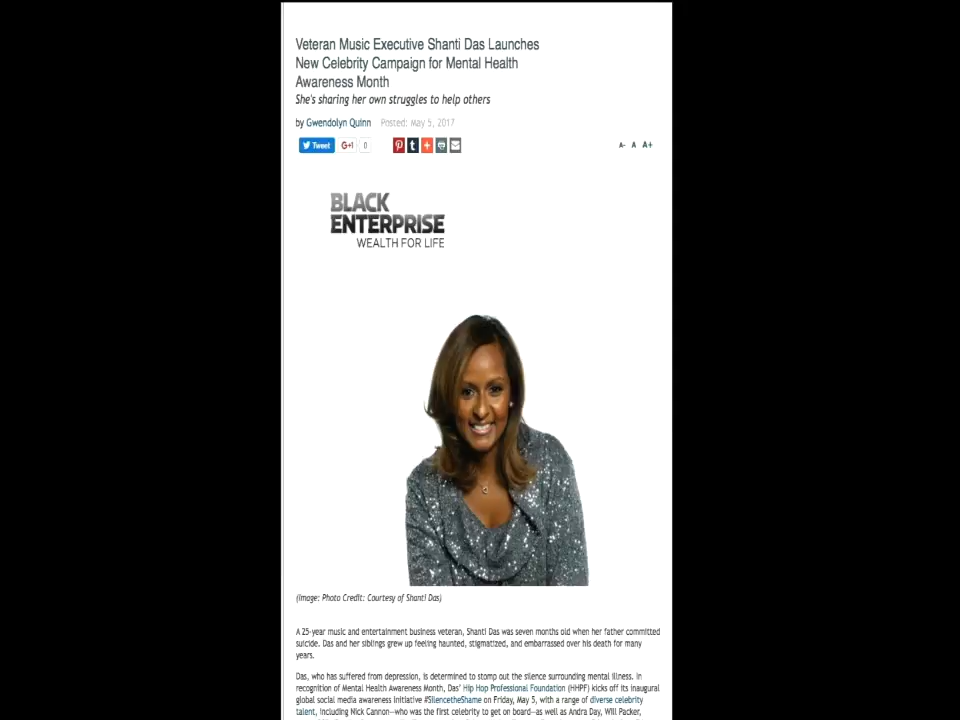 Veteran Music Executive Shanti Das Launches
New Celebrity Campaign for Mental Health
Awareness Month
She's sharing her own struggles to help others
by Gwendolyn Quinn Posted: May 5, 2017
Tweet G+1 0
A- A A+
BLACK
ENTERPRISE
WEALTH FOR LIFE
(Image: Photo Credit: Courtesy of Shanti Das)
A 25-year music and entertainment business veteran, Shanti Das was seven months old when her father committed
suicide. Das and her siblings grew up feeling haunted, stigmatized, and embarrassed over his death for many
years.
Das, who has suffered from depression, is determined to stomp out the silence surrounding mental illness. In
recognition of Mental Health Awareness Month, Das' Hip Hop Professional Foundation (HHPF) kicks off its inaugural
global social media awareness initiative #SilencetheShame on Friday, May 5, with a range of diverse celebrity
talent, including Nick Cannon—who was the first celebrity to get on board—as well as Andra Day, Will Packer,